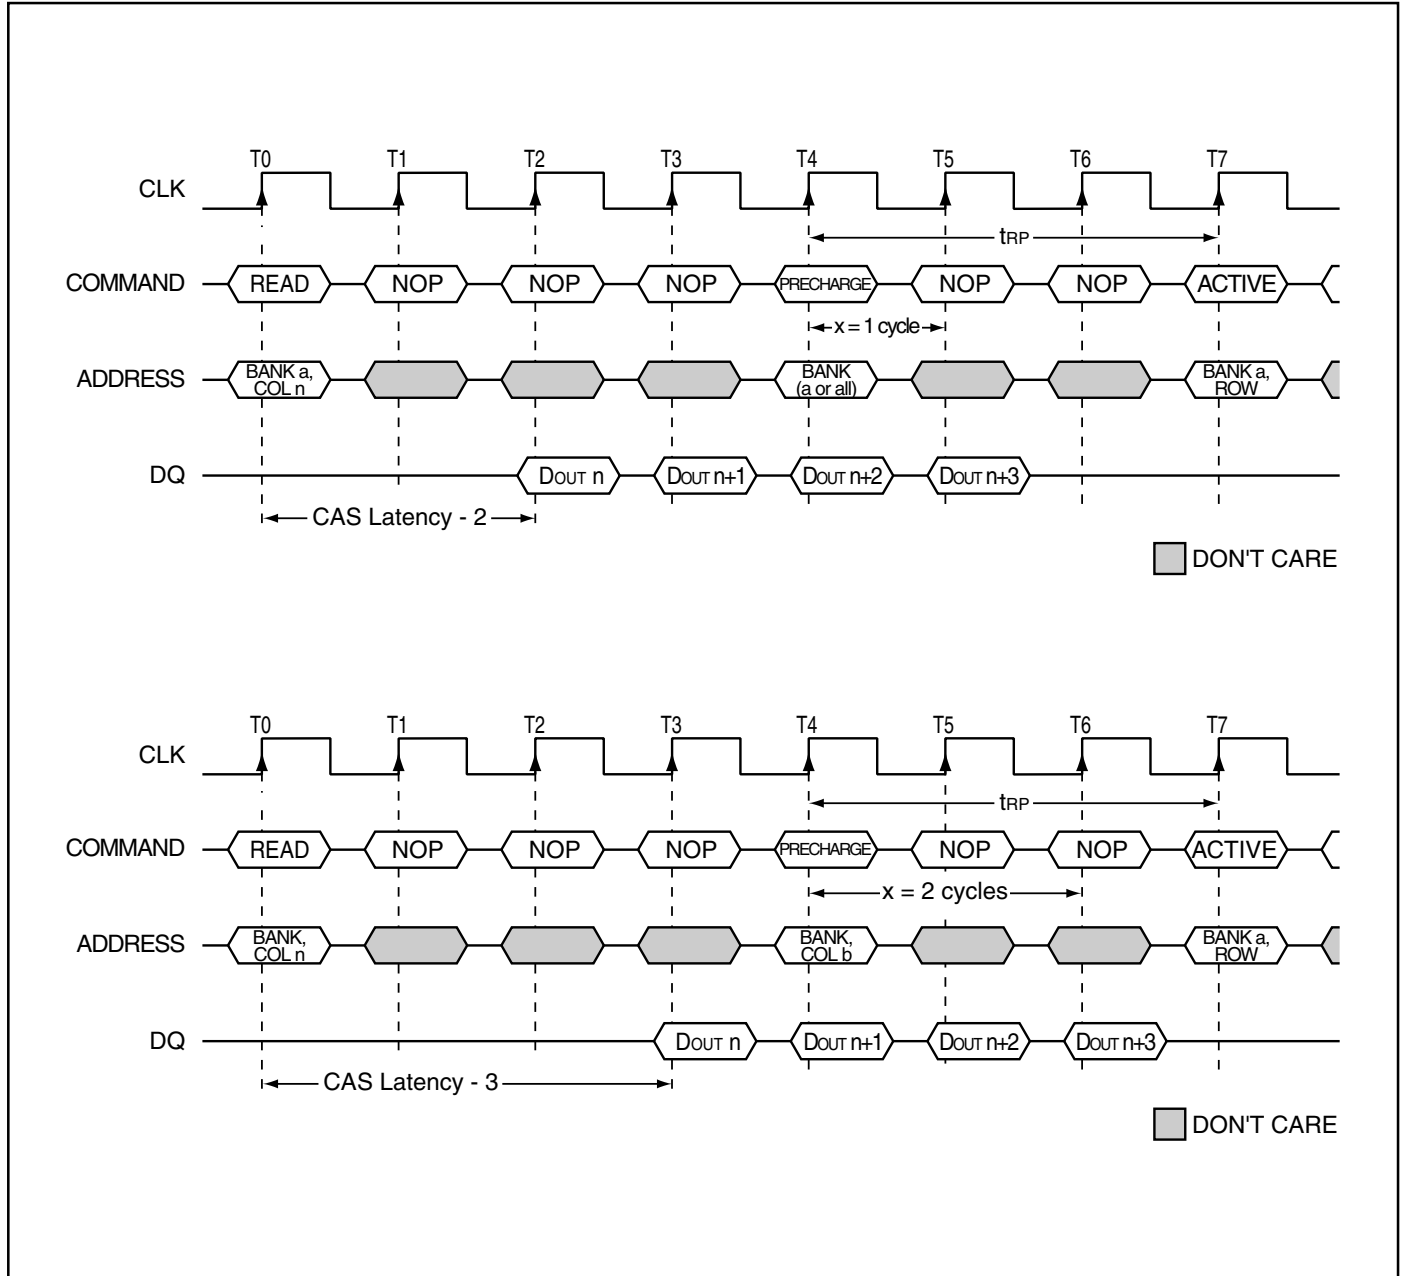 T0 T1 T2 T3 T4 T5 T6 T7
CLK
tRP
COMMAND READ NOP NOP NOP PRECHARGE NOP NOP ACTIVE
x = 1 cycle
ADDRESS BANK a, COL n BANK (a or all) BANK a, ROW
DQ DOUT n DOUT n+1 DOUT n+2 DOUT n+3
CAS Latency - 2
DON'T CARE
T0 T1 T2 T3 T4 T5 T6 T7
CLK
tRP
COMMAND READ NOP NOP NOP PRECHARGE NOP NOP ACTIVE
x = 2 cycles
ADDRESS BANK, COL n BANK, COL b BANK a, ROW
DQ DOUT n DOUT n+1 DOUT n+2 DOUT n+3
CAS Latency - 3
DON'T CARE